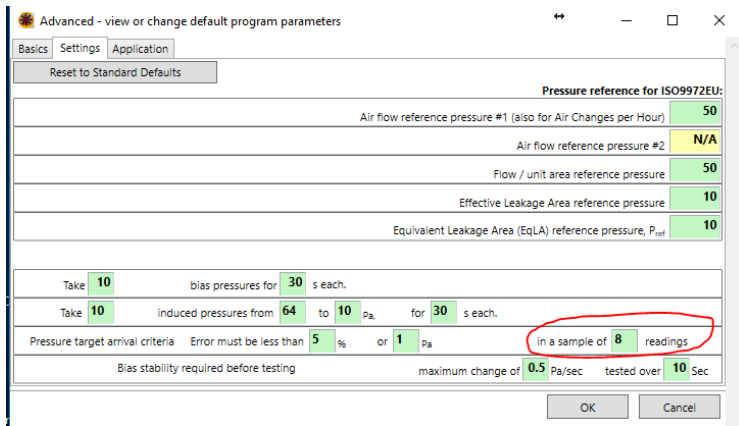 Advanced - view or change default program parameters
Basics Settings Application
Reset to Standard Defaults
Pressure reference for ISO9972EU:
Air flow reference pressure #1 (also for Air Changes per Hour) 50
Air flow reference pressure #2 N/A
Flow / unit area reference pressure 50
Effective Leakage Area reference pressure 10
Equivalent Leakage Area (EqLA) reference pressure, Pref 10
Take 10 bias pressures for 30 s each.
Take 10 induced pressures from 64 to 10 Pa, for 30 s each.
Pressure target arrival criteria Error must be less than 5 % or 1 Pa in a sample of 8 readings
Bias stability required before testing maximum change of 0.5 Pa/sec tested over 10 Sec
OK Cancel